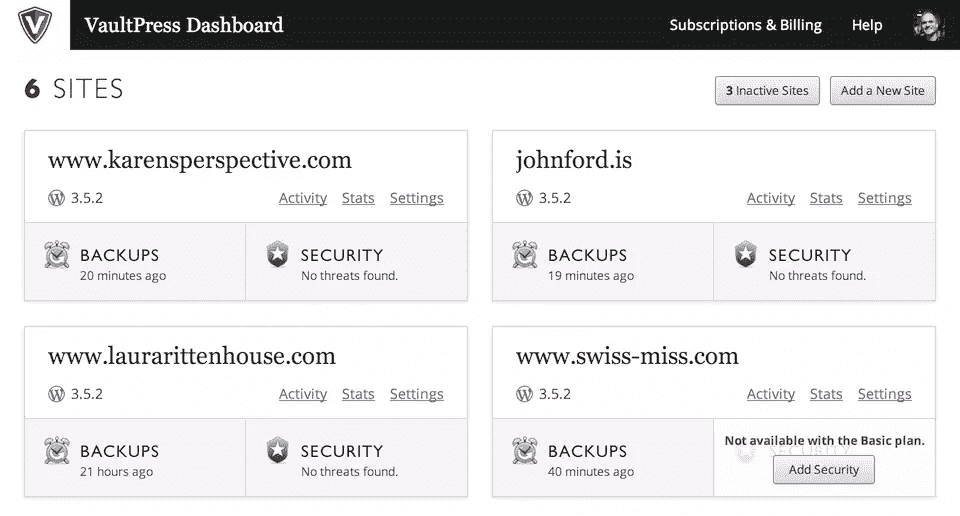 VaultPress Dashboard
Subscriptions & Billing Help
6 SITES
3 Inactive Sites Add a New Site
www.karensperspective.com
3.5.2 Activity Stats Settings
BACKUPS
20 minutes ago
SECURITY
No threats found.
johnford.is
3.5.2 Activity Stats Settings
BACKUPS
19 minutes ago
SECURITY
No threats found.
www.laurarittenhouse.com
3.5.2 Activity Stats Settings
BACKUPS
21 hours ago
SECURITY
No threats found.
www.swiss-miss.com
3.5.2 Activity Stats Settings
BACKUPS
40 minutes ago
Not available with the Basic plan.
SECURITY
Add Security